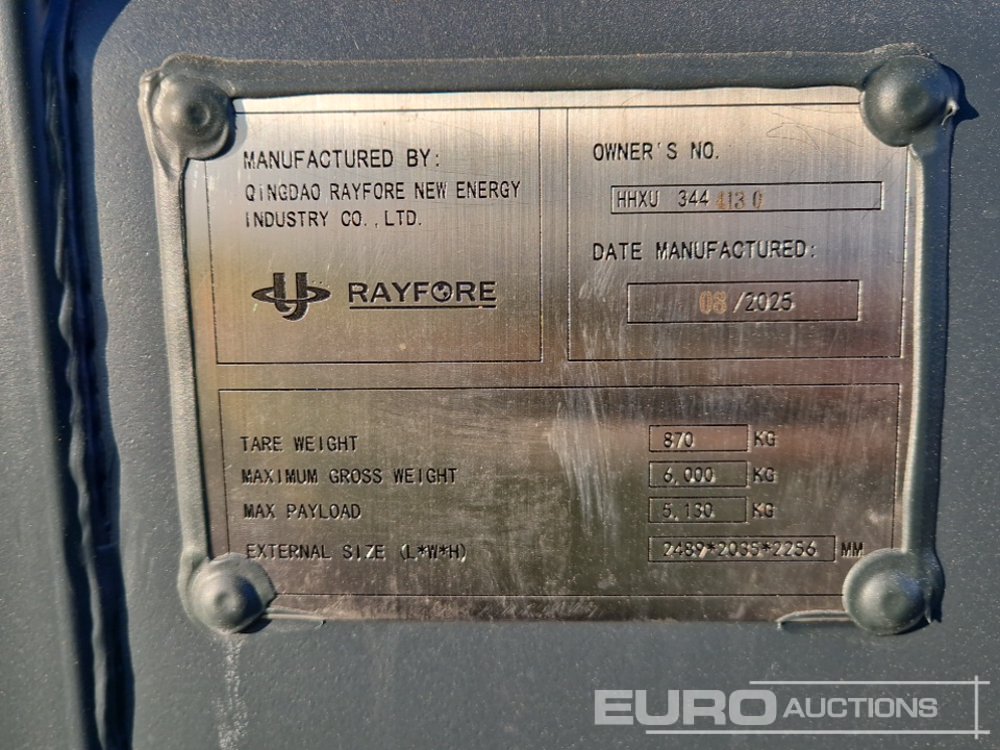 MANUFACTURED BY:
QINGDAO RAYFORE NEW ENERGY
INDUSTRY CO.,LTD.
RAYFORE
OWNER'S NO.
HHXU 344 413 0
DATE MANUFACTURED:
08/2025
TARE WEIGHT 870 KG
MAXIMUM GROSS WEIGHT 6,000 KG
MAX PAYLOAD 5,130 KG
EXTERNAL SIZE (L*W*H) 2489*2035*2256 MM
EURO AUCTIONS